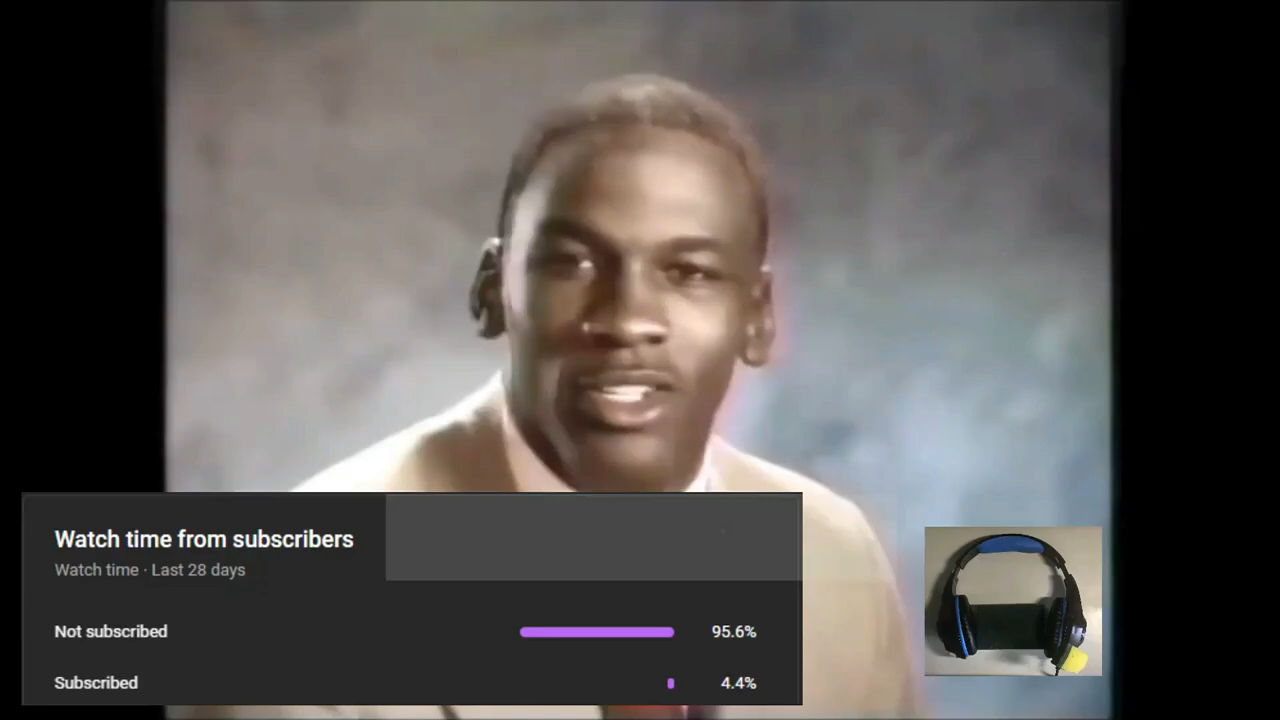 Watch time from subscribers
Watch time · Last 28 days
Not subscribed 95.6%
Subscribed 4.4%